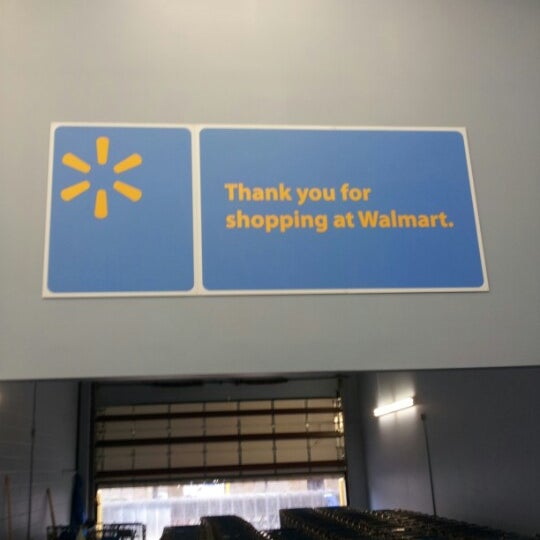 Thank you for
shopping at Walmart.